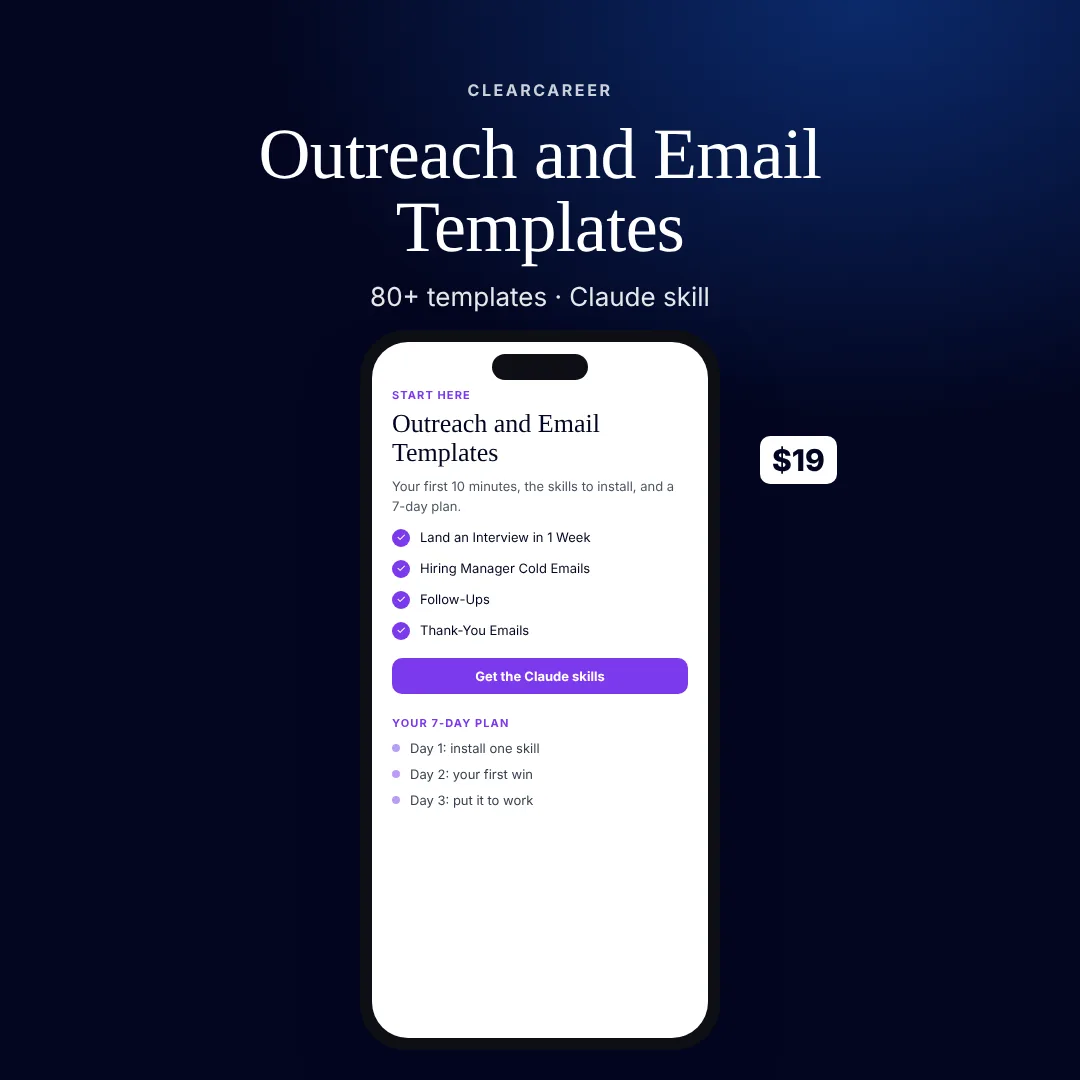 CLEARCAREER
Outreach and Email
Templates
80+ templates · Claude skill
START HERE
Outreach and Email
Templates
Your first 10 minutes, the skills to install, and a
7-day plan.
Land an Interview in 1 Week
Hiring Manager Cold Emails
Follow-Ups
Thank-You Emails
Get the Claude skills
YOUR 7-DAY PLAN
Day 1: install one skill
Day 2: your first win
Day 3: put it to work
$19